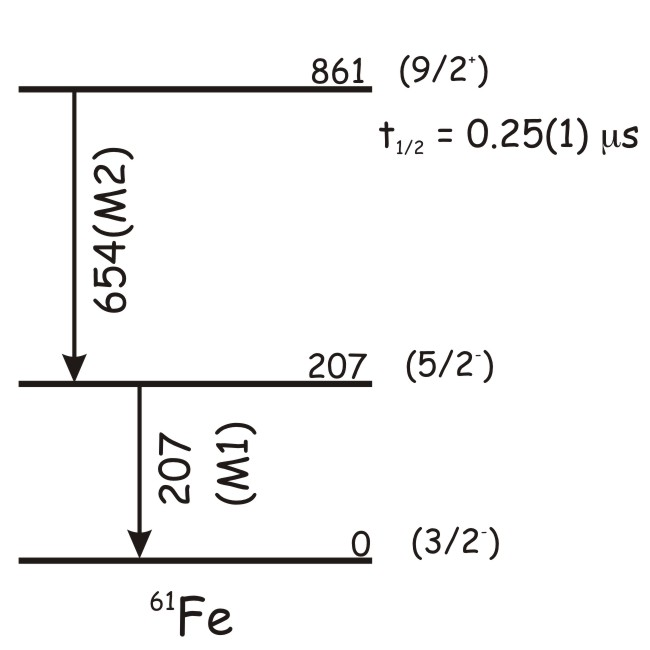 861 (9/2⁺)
t₁/₂ = 0.25(1) μs
654(M2)
207 (5/2⁻)
207
(M1)
0 (3/2⁻)
⁶¹Fe